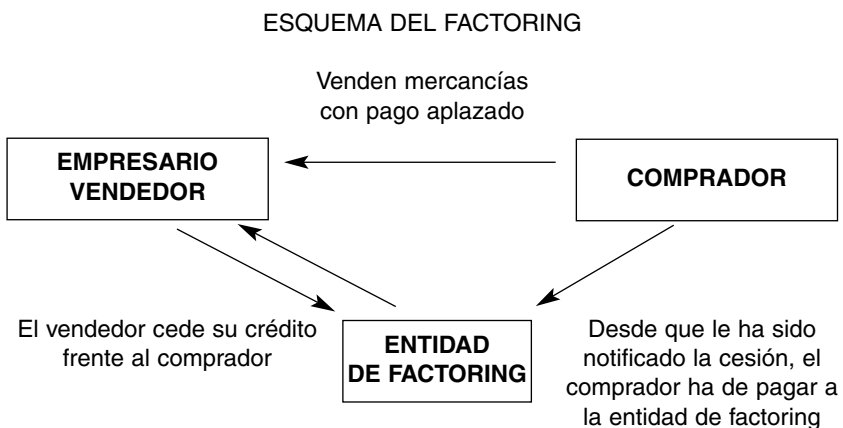 ESQUEMA DEL FACTORING
Venden mercancías
con pago aplazado
EMPRESARIO
VENDEDOR
COMPRADOR
El vendedor cede su crédito
frente al comprador
ENTIDAD
DE FACTORING
Desde que le ha sido
notificado la cesión, el
comprador ha de pagar a
la entidad de factoring